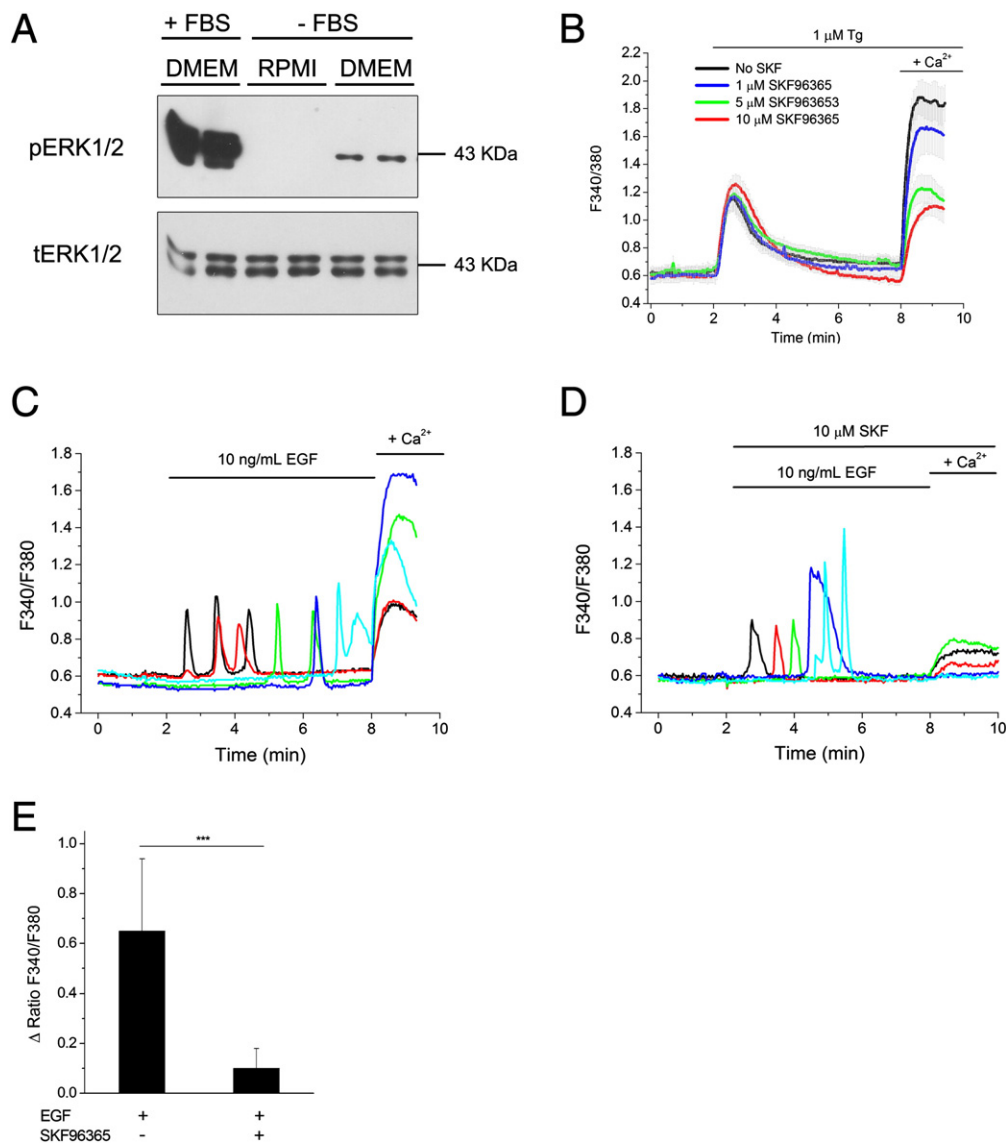 A
+ FBS
- FBS
DMEM
RPMI
DMEM
pERK1/2
43 KDa
tERK1/2
43 KDa
B
1 μM Tg
+ Ca²⁺
No SKF
1 μM SKF96365
5 μM SKF963653
10 μM SKF96365
F340/380
2.2
2.0
1.8
1.6
1.4
1.2
1.0
0.8
0.6
0.4
0 2 4 6 8 10
Time (min)
C
+ Ca²⁺
10 ng/mL EGF
F340/F380
1.8
1.6
1.4
1.2
1.0
0.8
0.6
0.4
0 2 4 6 8 10
Time (min)
D
10 μM SKF
+ Ca²⁺
10 ng/mL EGF
F340/F380
1.8
1.6
1.4
1.2
1.0
0.8
0.6
0.4
0 2 4 6 8 10
Time (min)
E
***
Δ Ratio F340/F380
1.0
0.8
0.6
0.4
0.2
0.0
EGF + +
SKF96365 - +